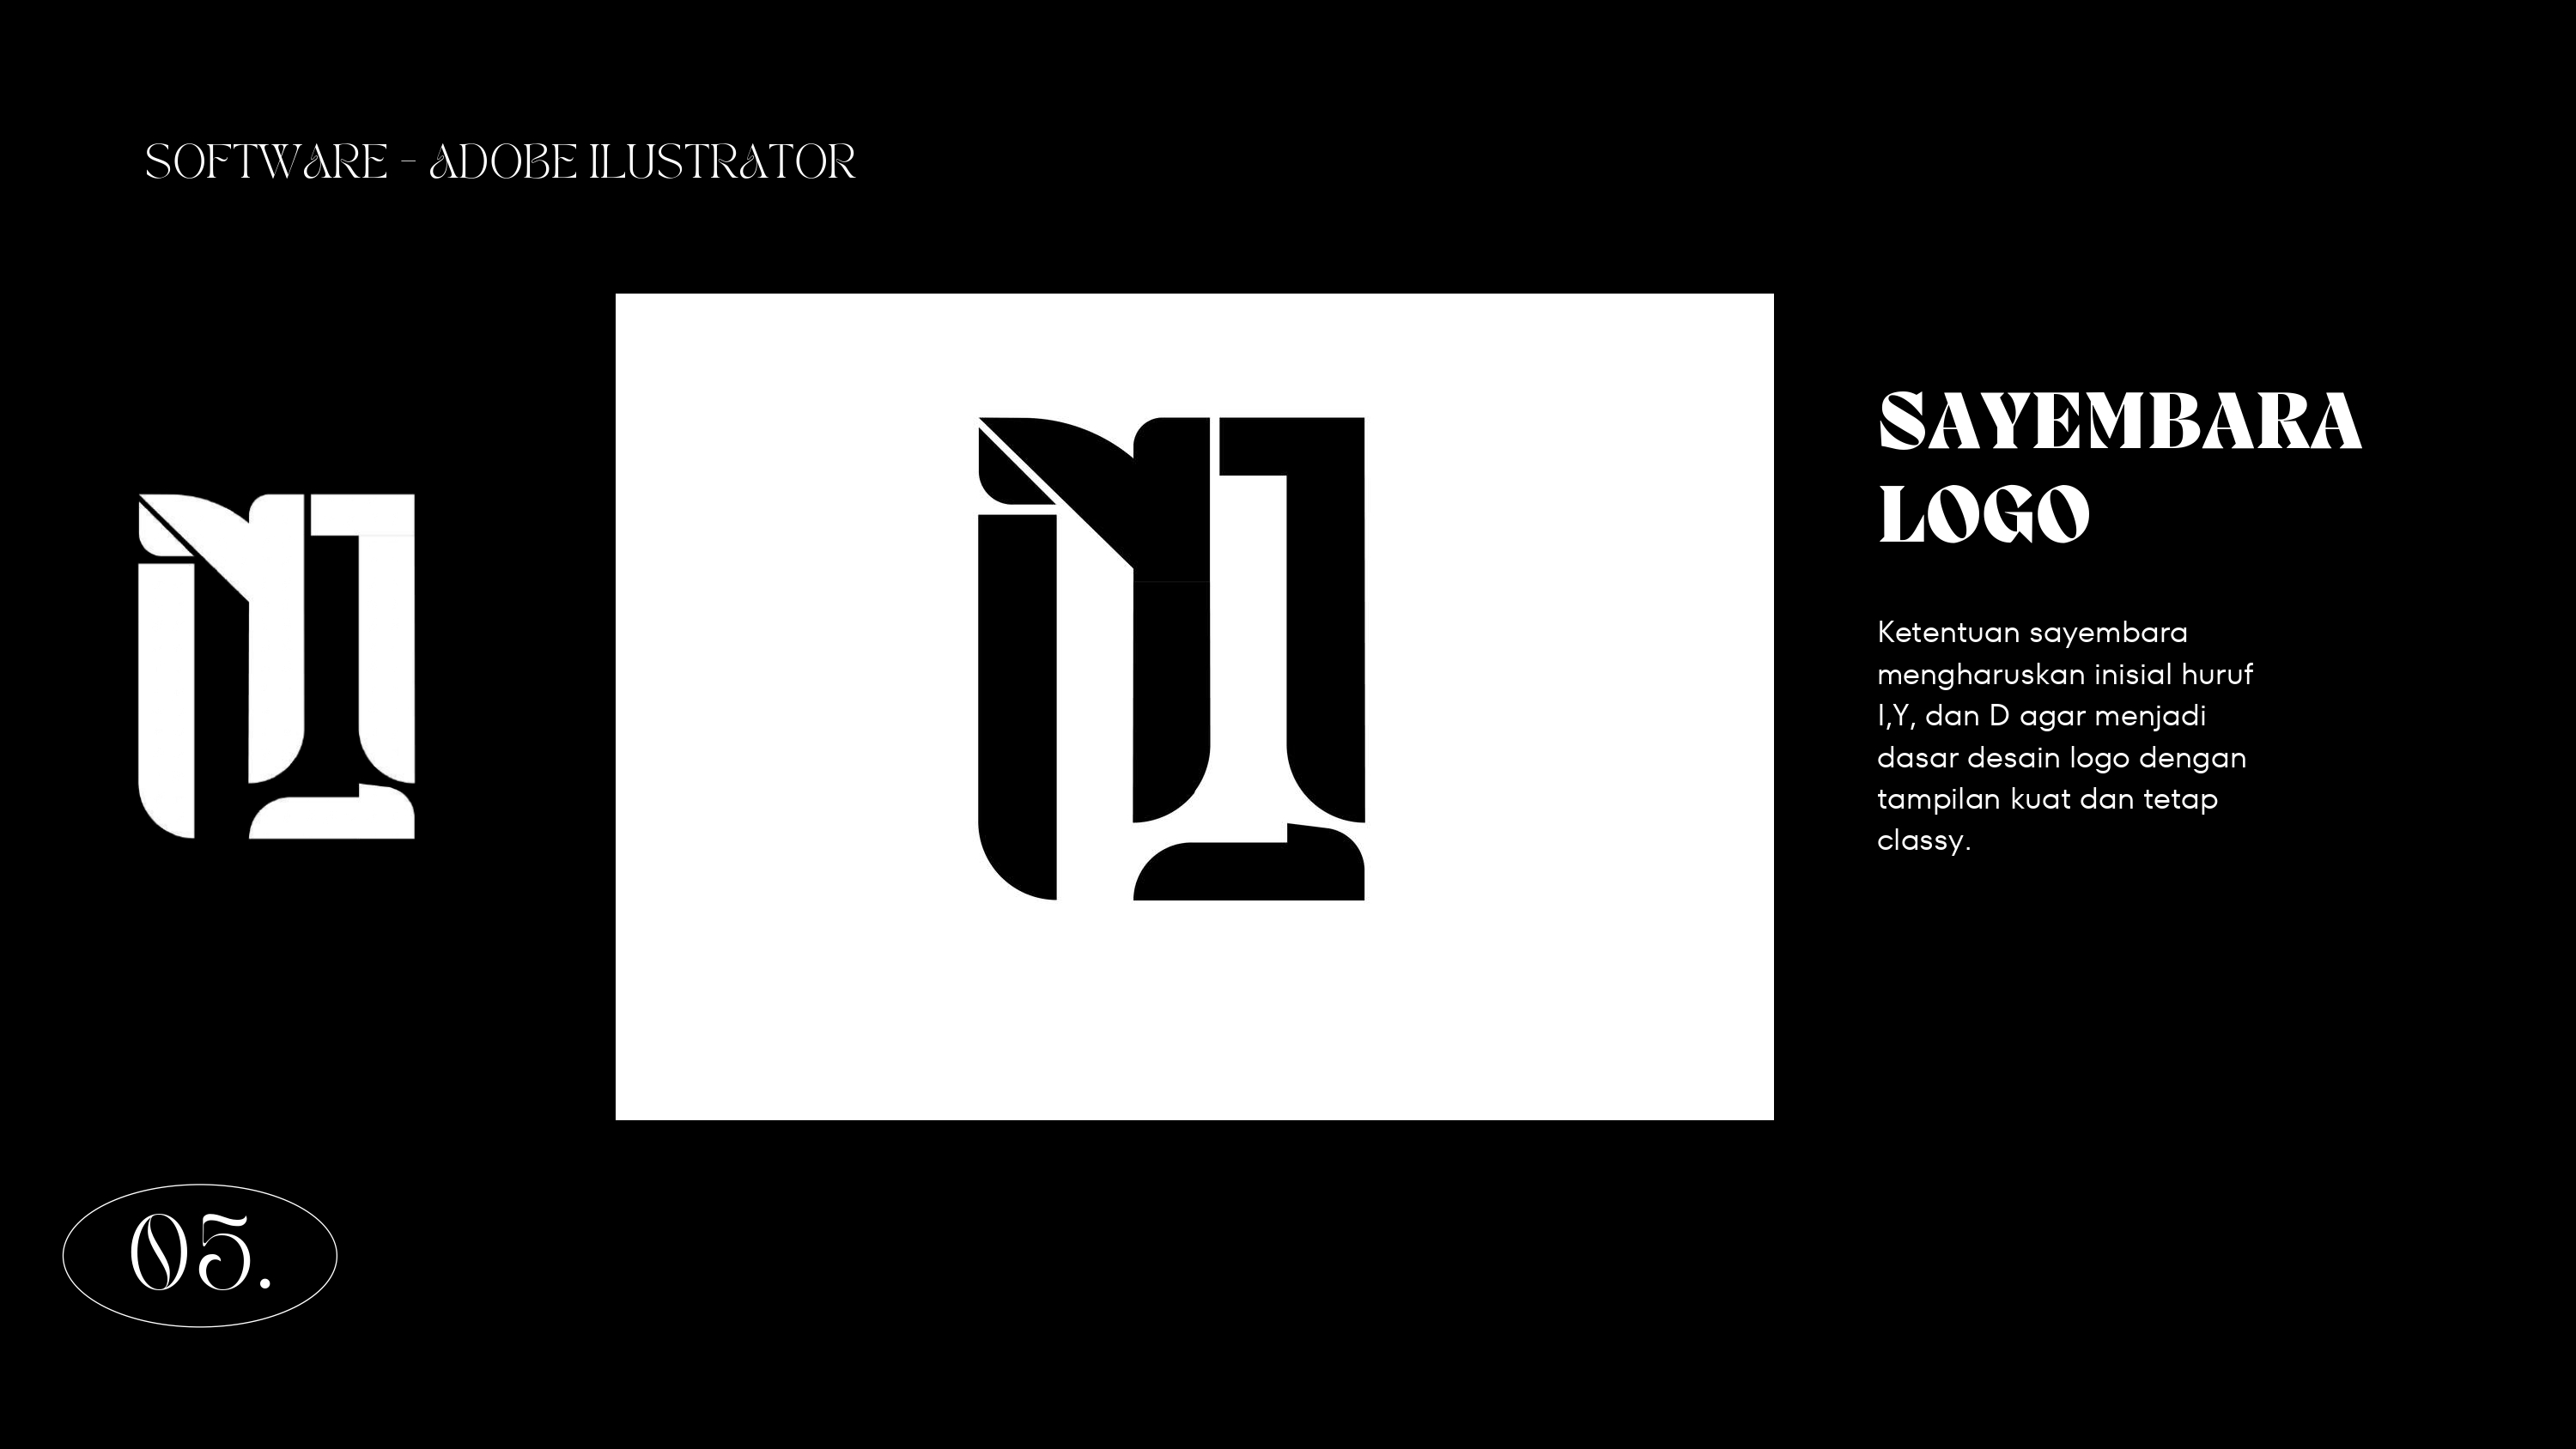 SOFTWARE - ADOBE ILUSTRATOR
SAYEMBARA
LOGO
Ketentuan sayembara
mengharuskan inisial huruf
I,Y, dan D agar menjadi
dasar desain logo dengan
tampilan kuat dan tetap
classy.
05.